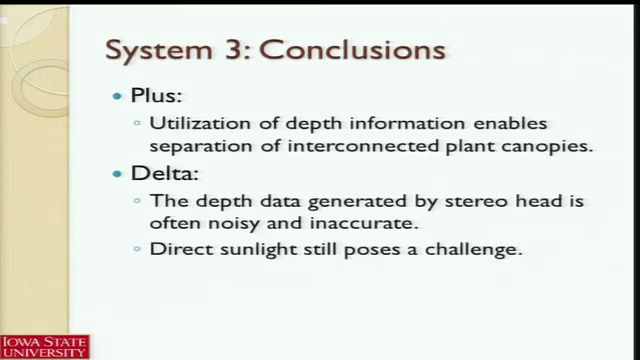 System 3: Conclusions
Plus:
Utilization of depth information enables
separation of interconnected plant canopies.
Delta:
The depth data generated by stereo head is
often noisy and inaccurate.
Direct sunlight still poses a challenge.
IOWA STATE
UNIVERSITY